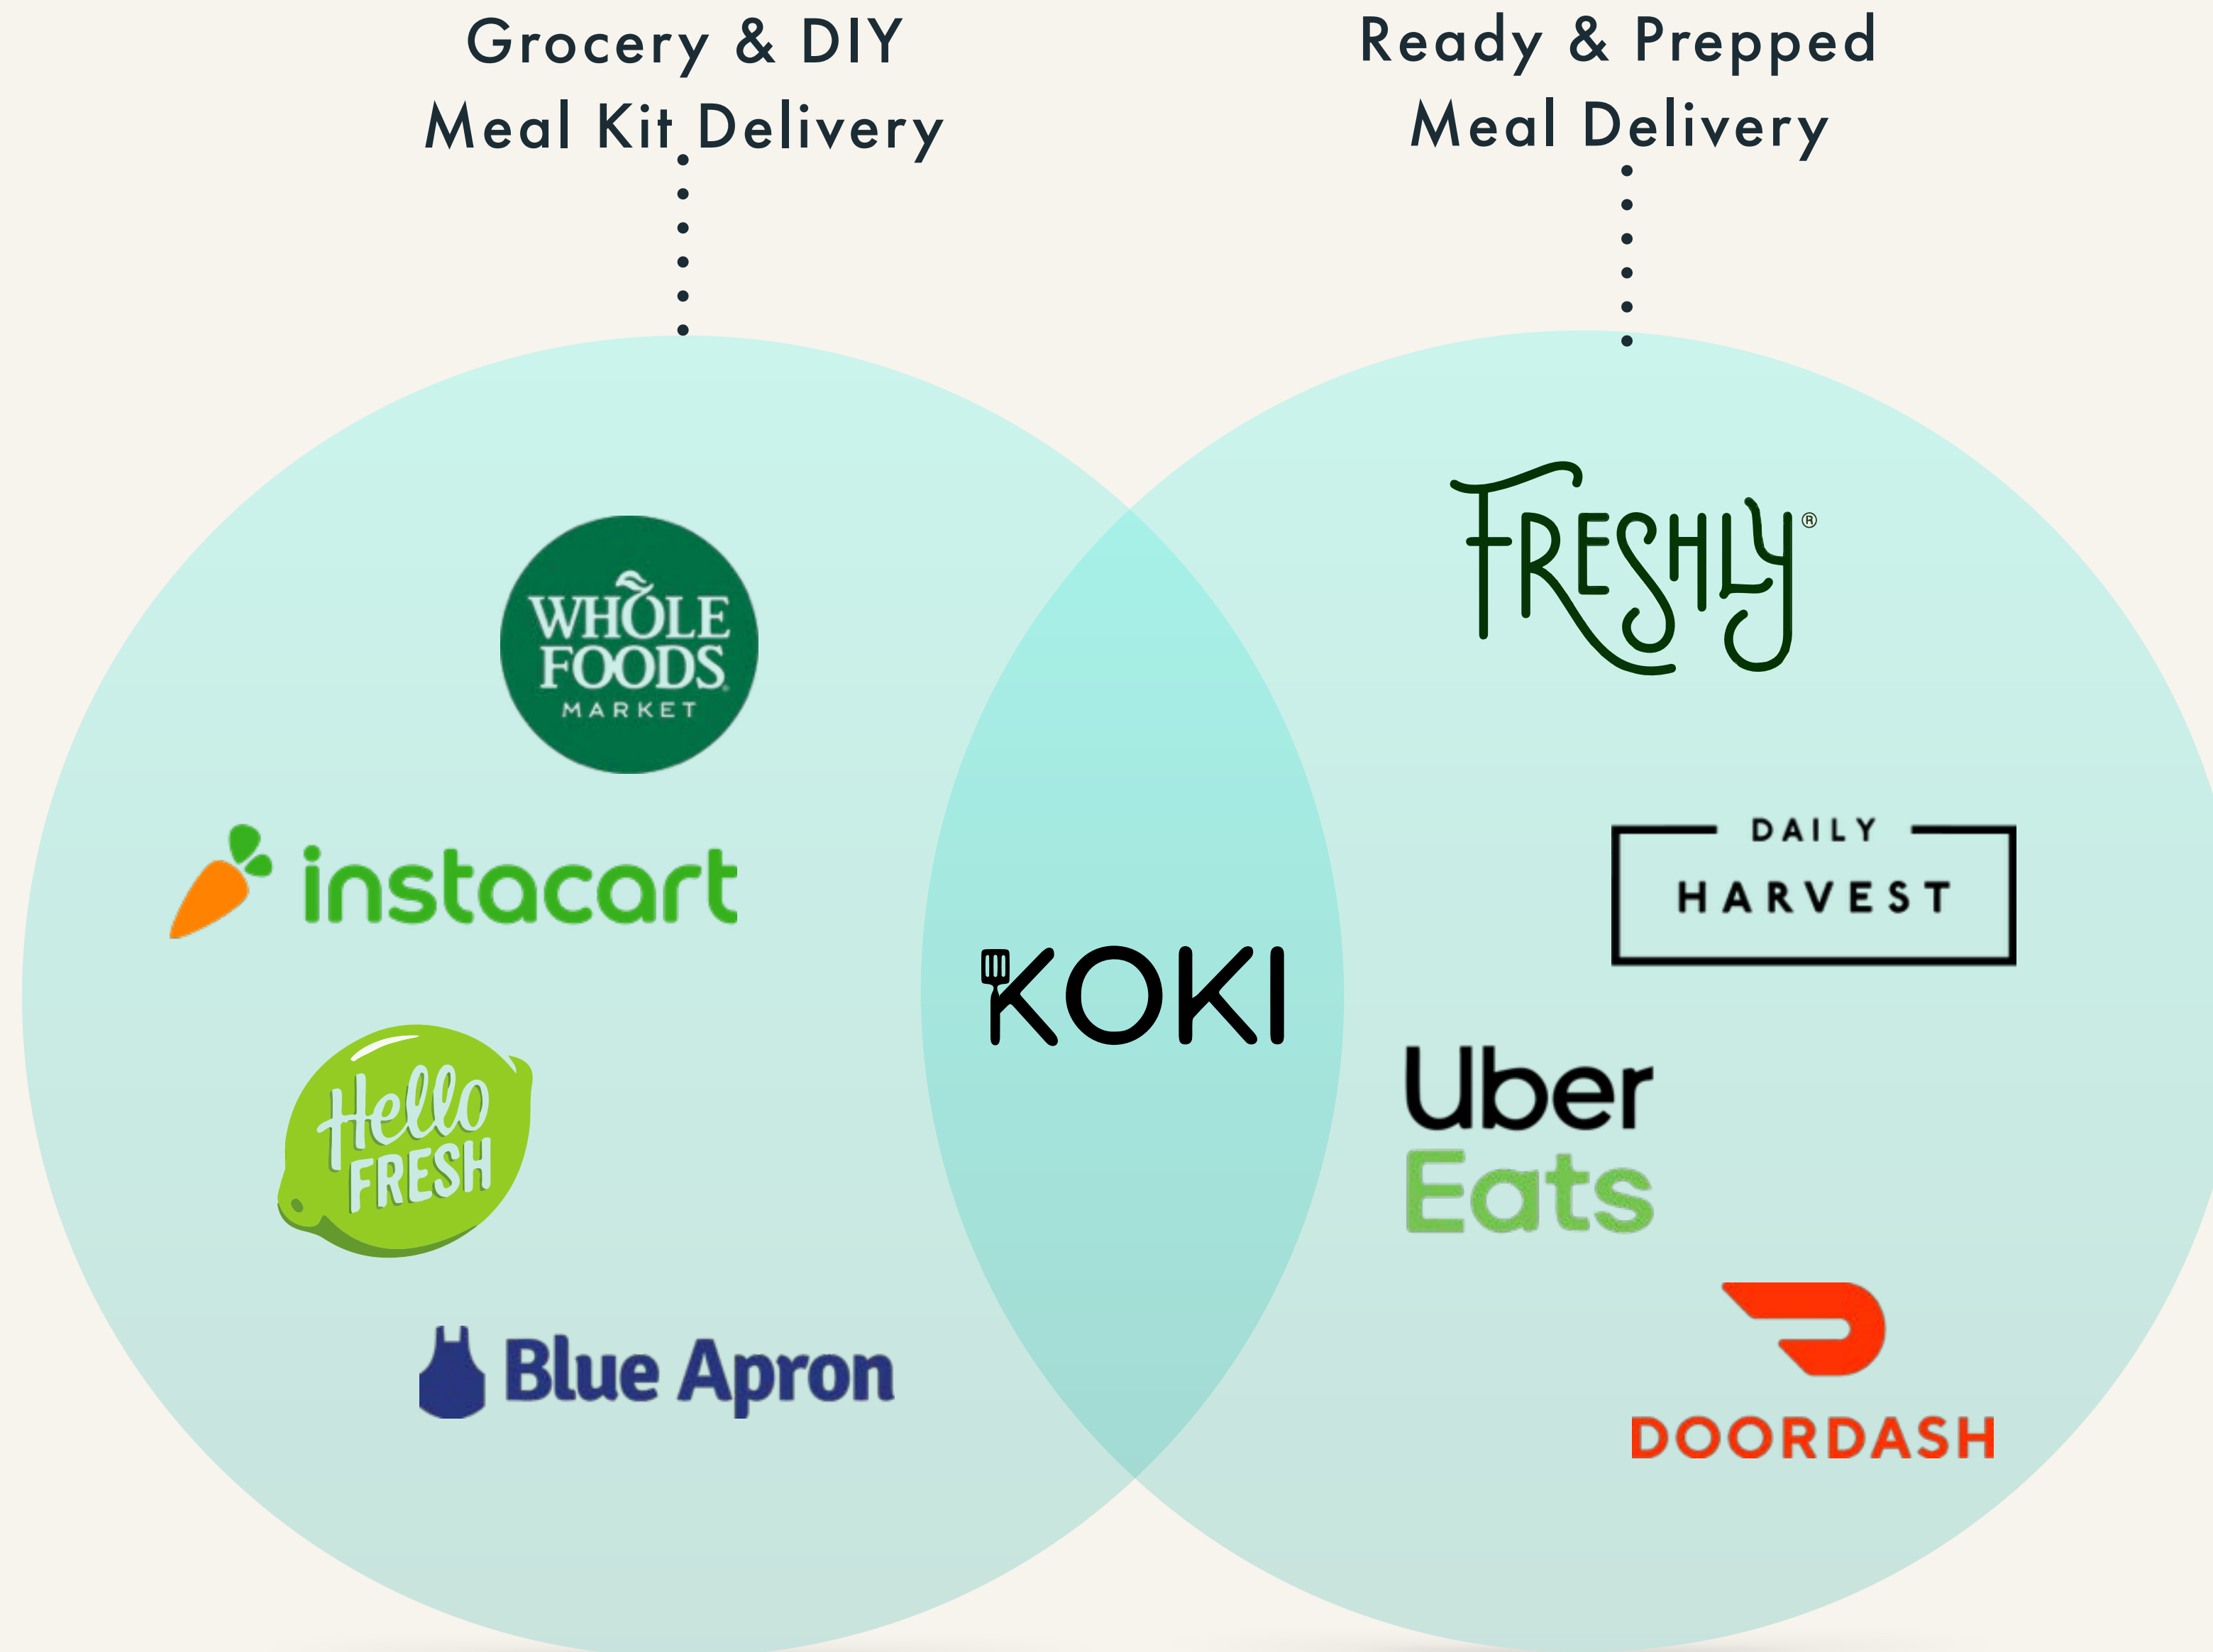 Grocery & DIY
Meal Kit Delivery
Ready & Prepped
Meal Delivery
WHOLE
FOODS
MARKET
instacart
Hello
FRESH
Blue Apron
KOKI
FRESHLY®
DAILY
HARVEST
Uber
Eats
DOORDASH